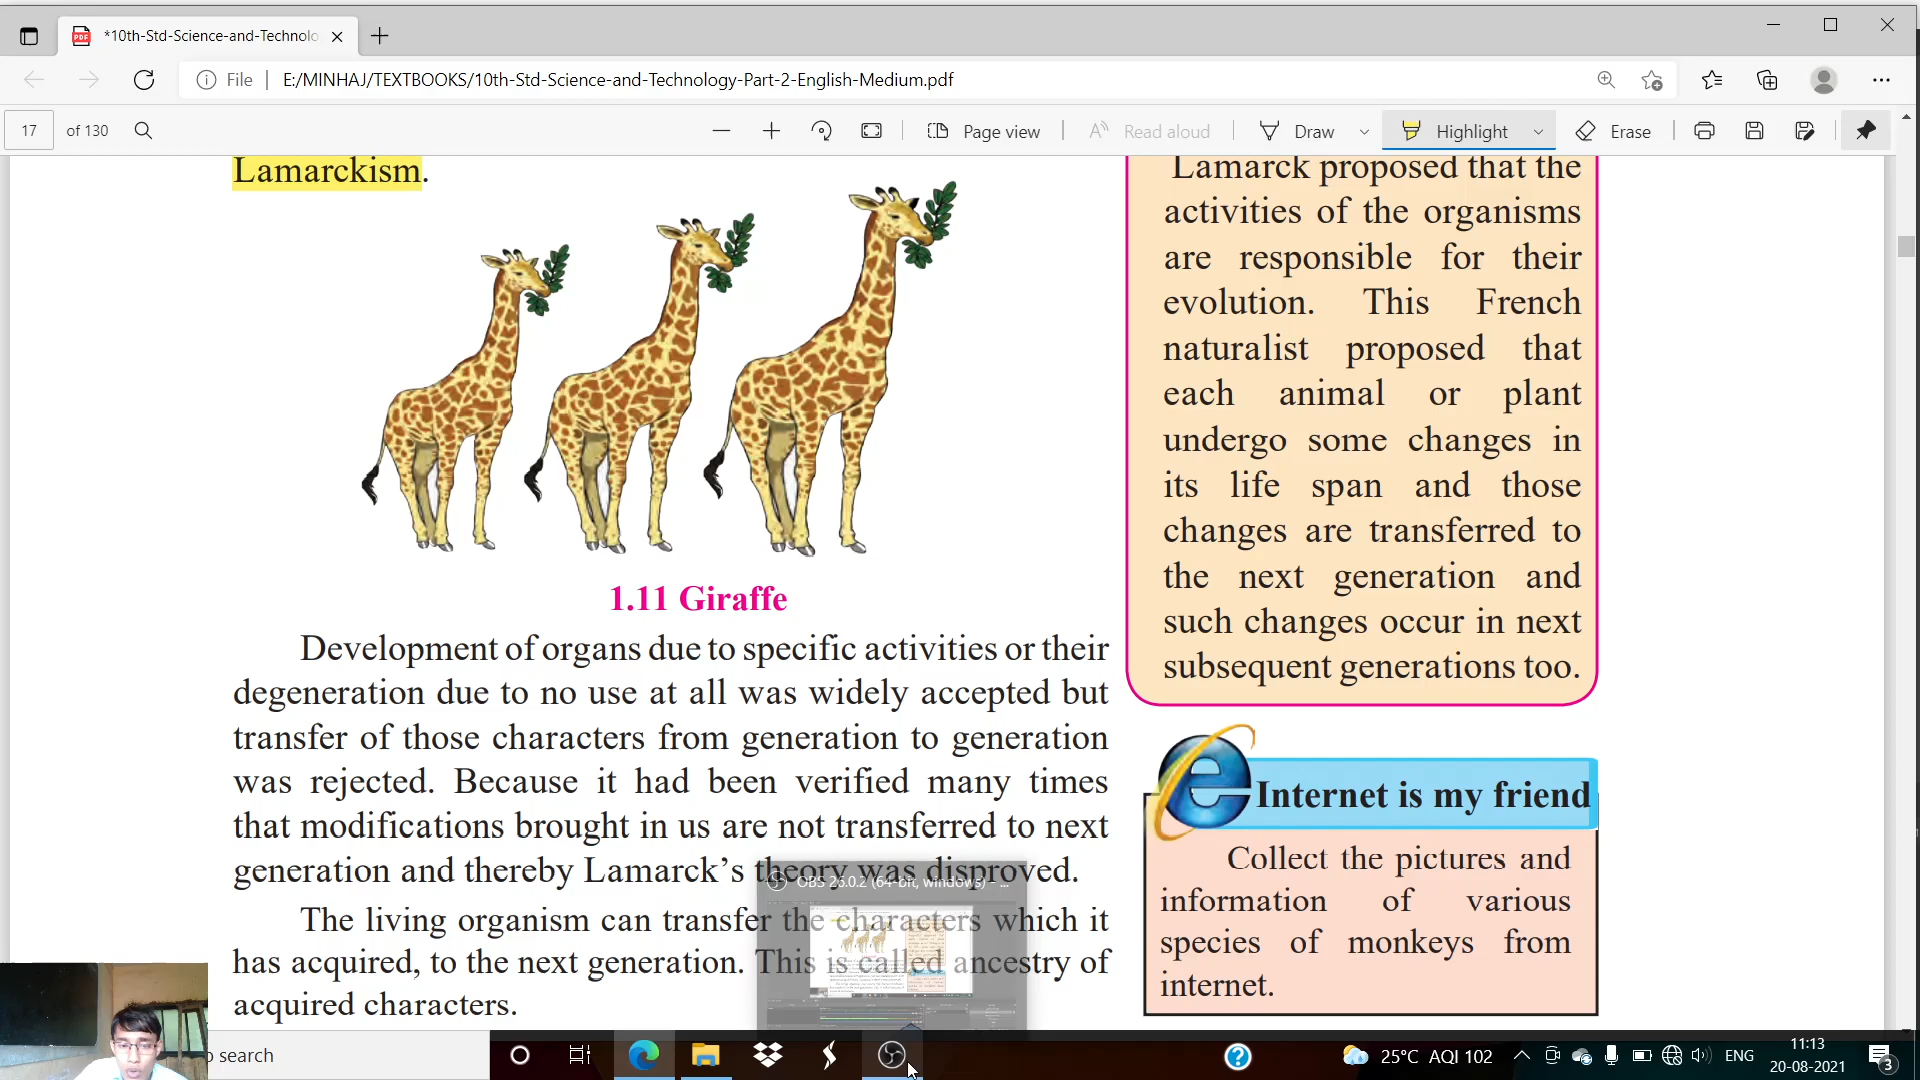 *10th-Std-Science-and-Technolo
File
E:/MINHAJ/TEXTBOOKS/10th-Std-Science-and-Technology-Part-2-English-Medium.pdf
17 of 130
Page view
Read aloud
Draw
Highlight
Erase
Lamarckism.
1.11 Giraffe
Development of organs due to specific activities or their
degeneration due to no use at all was widely accepted but
transfer of those characters from generation to generation
was rejected. Because it had been verified many times
that modifications brought in us are not transferred to next
generation and thereby Lamarck's theory was disproved.
The living organism can transfer the characters which it
has acquired, to the next generation. This is called ancestry of
acquired characters.
Lamarck proposed that the
activities of the organisms
are responsible for their
evolution. This French
naturalist proposed that
each animal or plant
undergo some changes in
its life span and those
changes are transferred to
the next generation and
such changes occur in next
subsequent generations too.
Internet is my friend
Collect the pictures and
information of various
species of monkeys from
internet.
OBS 26.0.2 (64-bit, windows) - ...
o search
25°C AQI 102
ENG
11:13
20-08-2021
3